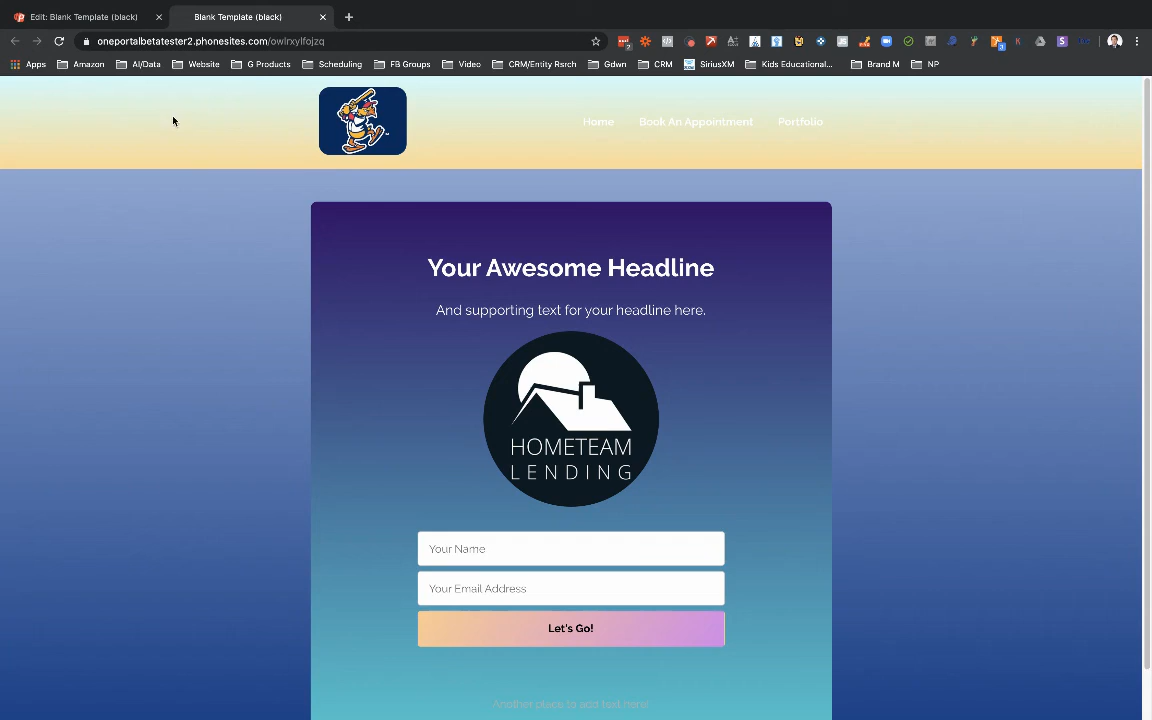 Edit: Blank Template (black)
Blank Template (black)
oneportalbetatester2.phonesites.com/owlrxylfojzq
Apps
Amazon
AI/Data
Website
G Products
Scheduling
FB Groups
Video
CRM/Entity Rsrch
Gdwn
CRM
SiriusXM
Kids Educational...
Brand M
NP
Home
Book An Appointment
Portfolio
Your Awesome Headline
And supporting text for your headline here.
HOMETEAM
LENDING
Your Name
Your Email Address
Let's Go!
Another place to add text here!